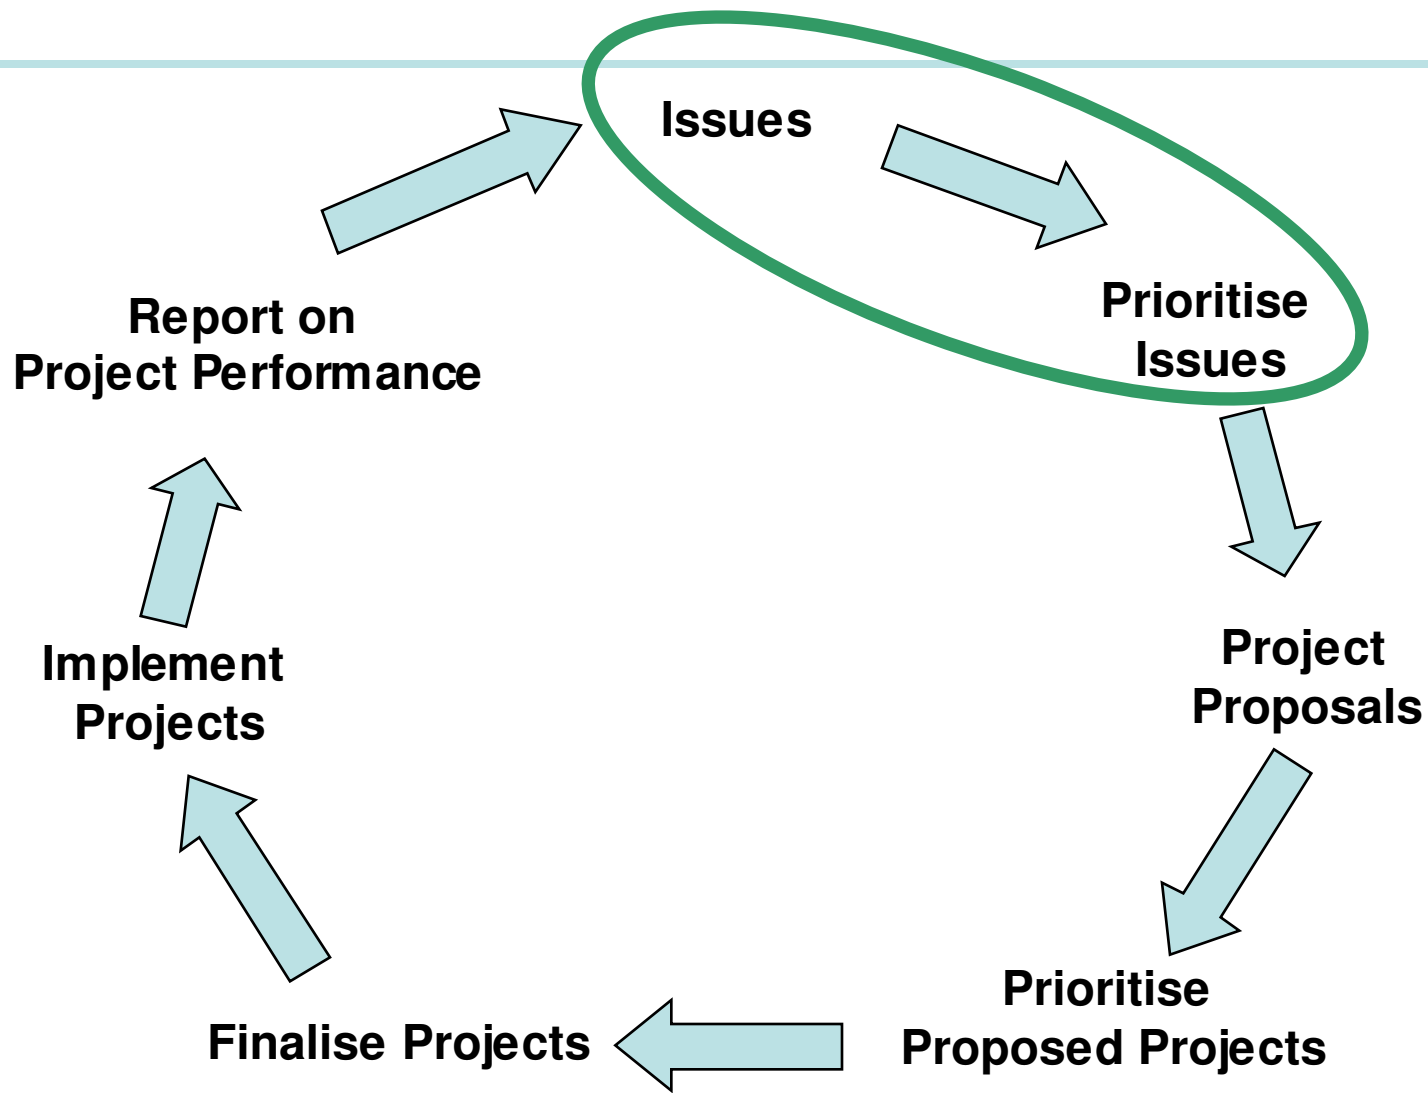 Issues
Prioritise
Issues
Project
Proposals
Prioritise
Proposed Projects
Finalise Projects
Implement
Projects
Report on
Project Performance